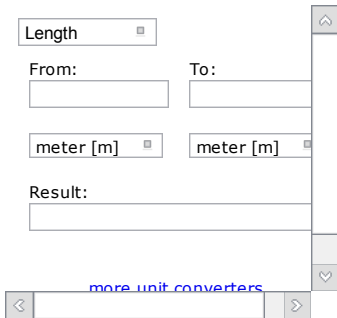 Length
From: To:
meter [m] meter [m]
Result:
more unit converters